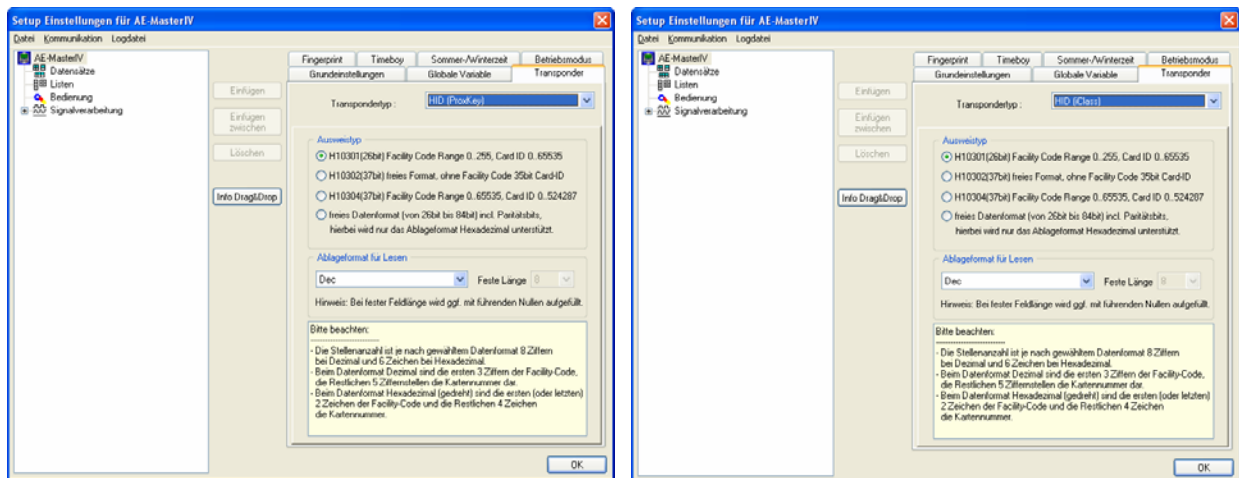 Setup Einstellungen für AE-MasterIV
Datei Kommunikation Logdatei
AE-MasterIV
Datensätze
Listen
Bedienung
Signalverarbeitung
Einfügen
Einfügen
zwischen
Löschen
Info Drag&Drop
Fingerprint Timeboy Sommer-/Winterzeit Betriebsmodus
Grundeinstellungen Globale Variable Transponder
Transpondertyp : HID (ProxKey)
Ausweistyp
H10301(26bit) Facility Code Range 0..255, Card ID 0..65535
H10302(37bit) freies Format, ohne Facility Code 35bit Card-ID
H10304(37bit) Facility Code Range 0..65535, Card ID 0..524287
freies Datenformat (von 26bit bis 84bit) incl. Paritätsbits,
hierbei wird nur das Ablageformat Hexadezimal unterstützt.
Ablageformat für Lesen
Dec Feste Länge 8
Hinweis: Bei fester Feldlänge wird ggf. mit führenden Nullen aufgefüllt.
Bitte beachten:
-------------------------
- Die Stellenanzahl ist je nach gewähltem Datenformat 8 Ziffern
bei Dezimal und 6 Zeichen bei Hexadezimal.
- Beim Datenformat Dezimal sind die ersten 3 Ziffern der Facility-Code,
die Restlichen 5 Ziffernstellen die Kartennummer dar.
- Beim Datenformat Hexadezimal (gedreht) sind die ersten (oder letzten)
2 Zeichen der Facility-Code und die Restlichen 4 Zeichen
die Kartennummer.
OK
Setup Einstellungen für AE-MasterIV
Datei Kommunikation Logdatei
AE-MasterIV
Datensätze
Listen
Bedienung
Signalverarbeitung
Einfügen
Einfügen
zwischen
Löschen
Info Drag&Drop
Fingerprint Timeboy Sommer-/Winterzeit Betriebsmodus
Grundeinstellungen Globale Variable Transponder
Transpondertyp : HID (iClass)
Ausweistyp
H10301(26bit) Facility Code Range 0..255, Card ID 0..65535
H10302(37bit) freies Format, ohne Facility Code 35bit Card-ID
H10304(37bit) Facility Code Range 0..65535, Card ID 0..524287
freies Datenformat (von 26bit bis 84bit) incl. Paritätsbits,
hierbei wird nur das Ablageformat Hexadezimal unterstützt.
Ablageformat für Lesen
Dec Feste Länge 8
Hinweis: Bei fester Feldlänge wird ggf. mit führenden Nullen aufgefüllt.
Bitte beachten:
-------------------------
- Die Stellenanzahl ist je nach gewähltem Datenformat 8 Ziffern
bei Dezimal und 6 Zeichen bei Hexadezimal.
- Beim Datenformat Dezimal sind die ersten 3 Ziffern der Facility-Code,
die Restlichen 5 Ziffernstellen die Kartennummer dar.
- Beim Datenformat Hexadezimal (gedreht) sind die ersten (oder letzten)
2 Zeichen der Facility-Code und die Restlichen 4 Zeichen
die Kartennummer.
OK